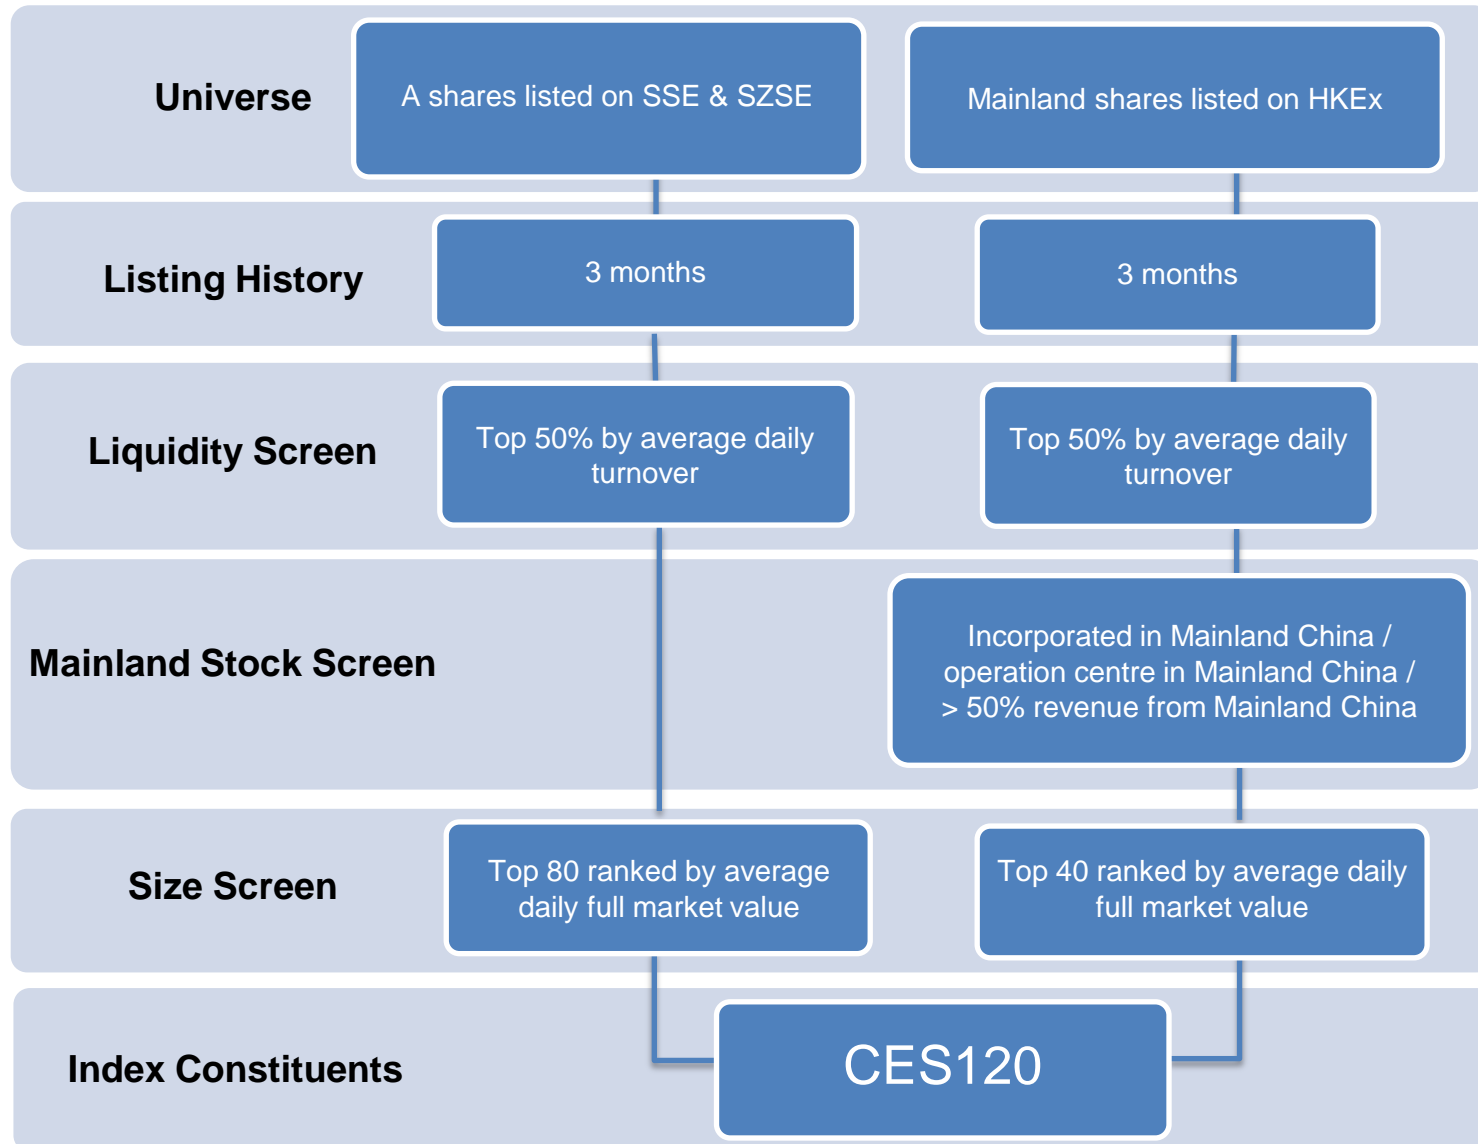 Universe
A shares listed on SSE & SZSE
Mainland shares listed on HKEx
Listing History
3 months
3 months
Liquidity Screen
Top 50% by average daily
turnover
Top 50% by average daily
turnover
Mainland Stock Screen
Incorporated in Mainland China /
operation centre in Mainland China /
> 50% revenue from Mainland China
Size Screen
Top 80 ranked by average
daily full market value
Top 40 ranked by average daily
full market value
Index Constituents
CES120